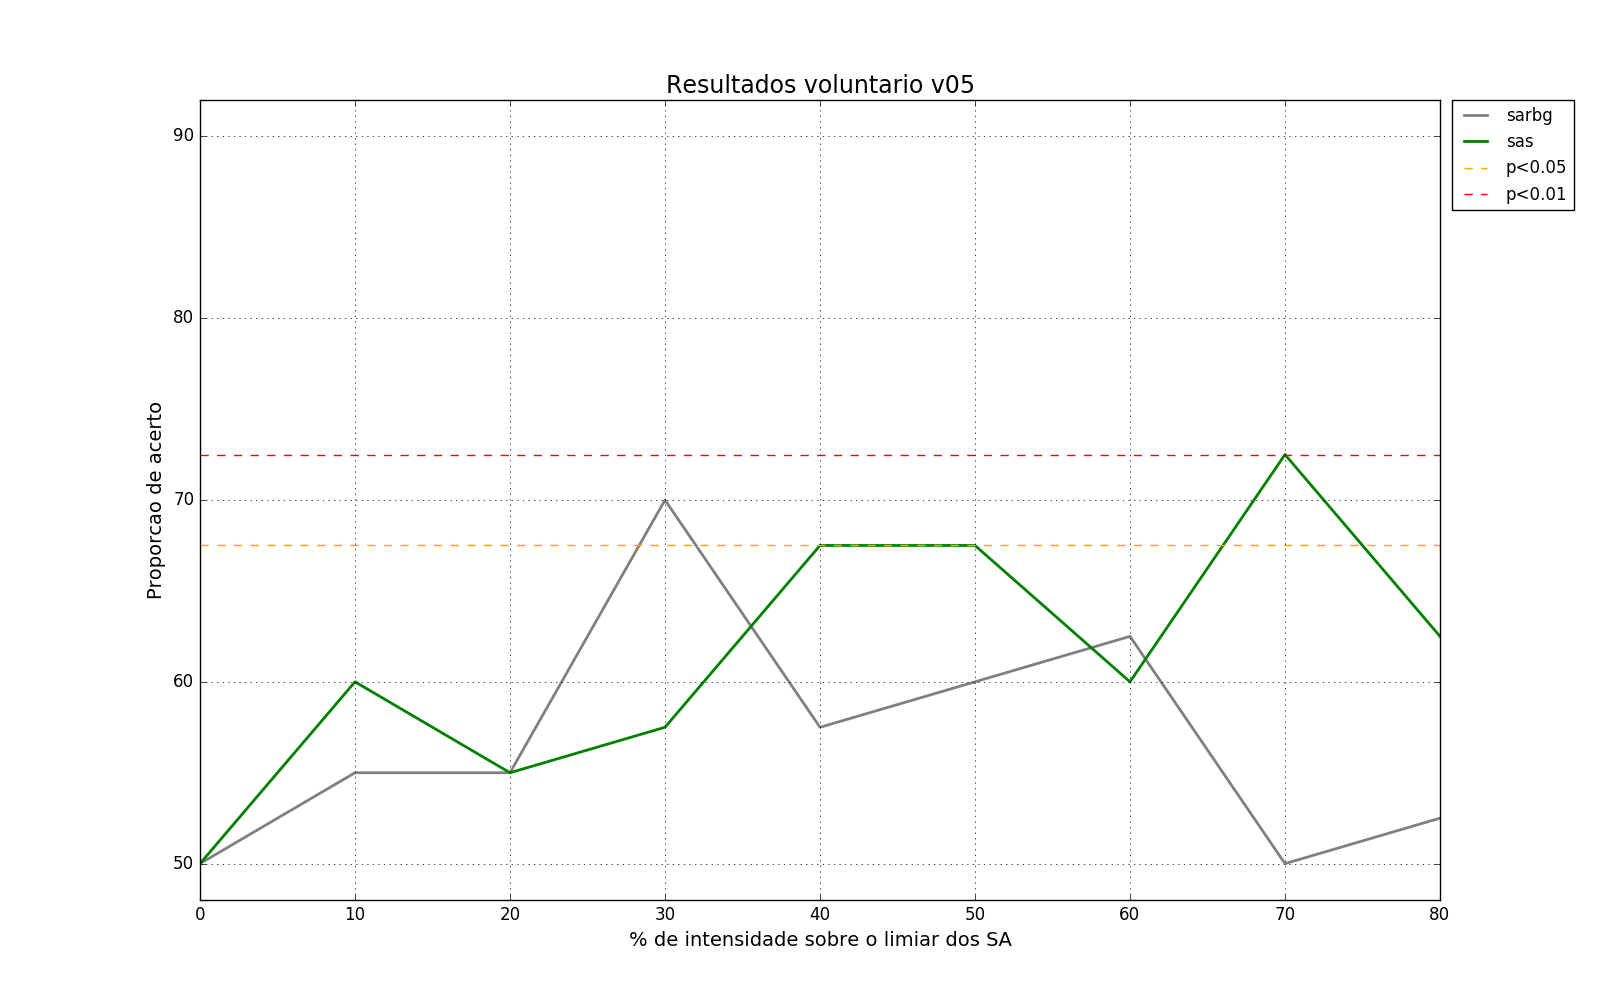 Resultados voluntario v05
sarbg
sas
p<0.05
p<0.01
90
80
70
60
50
Proporcao de acerto
0 10 20 30 40 50 60 70 80
% de intensidade sobre o limiar dos SA